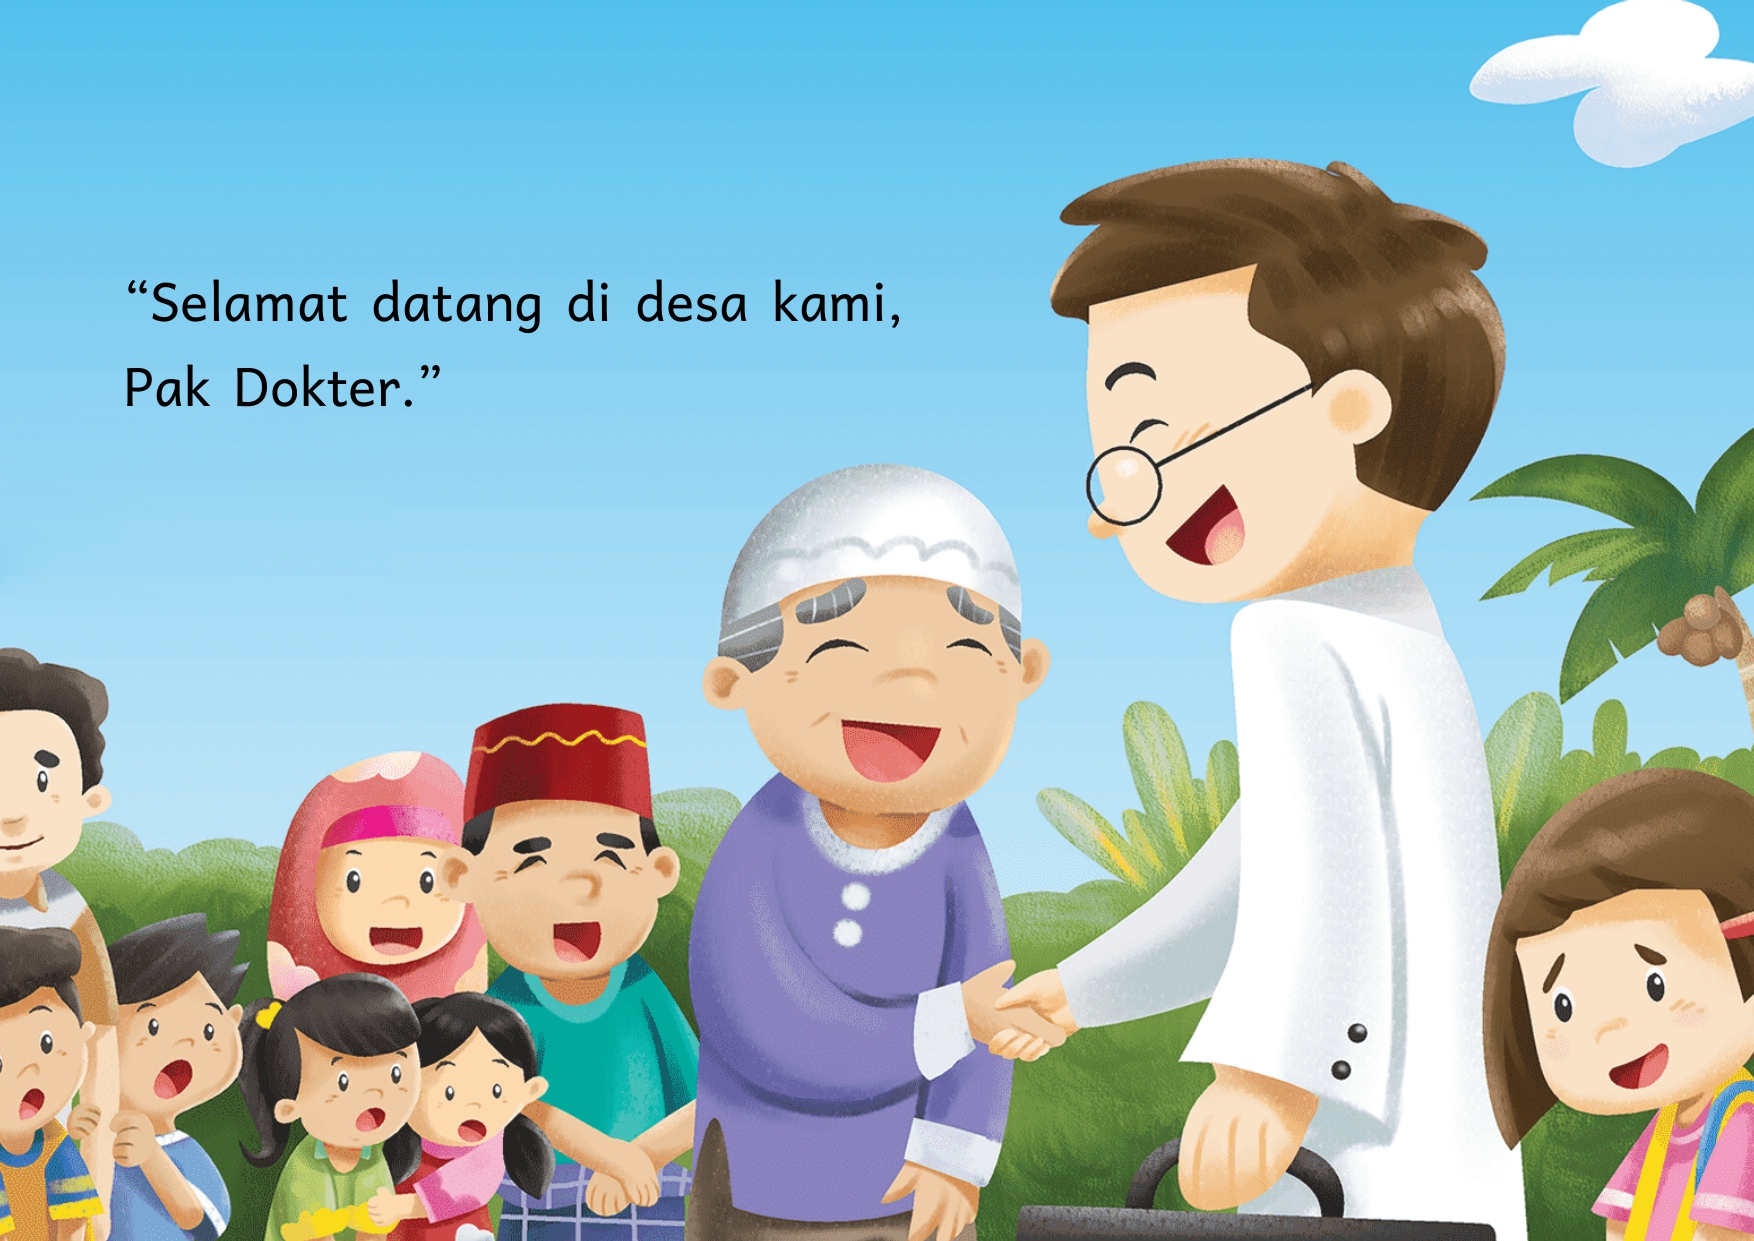 “Selamat datang di desa kami,
Pak Dokter.”